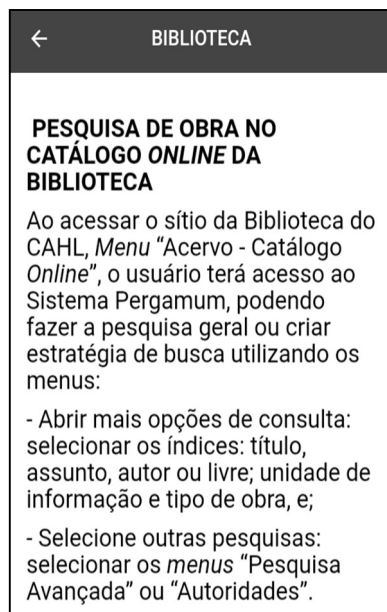 BIBLIOTECA
PESQUISA DE OBRA NO
CATÁLOGO ONLINE DA
BIBLIOTECA
Ao acessar o sítio da Biblioteca do
CAHL, Menu “Acervo - Catálogo
Online”, o usuário terá acesso ao
Sistema Pergamum, podendo
fazer a pesquisa geral ou criar
estratégia de busca utilizando os
menus:
- Abrir mais opções de consulta:
selecionar os índices: título,
assunto, autor ou livre; unidade de
informação e tipo de obra, e;
- Selecione outras pesquisas:
selecionar os menus “Pesquisa
Avançada” ou “Autoridades”.